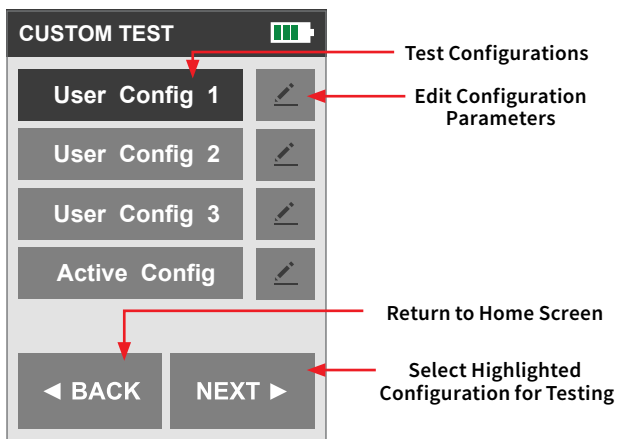 CUSTOM TEST
Test Configurations
User Config 1
Edit Configuration
Parameters
User Config 2
User Config 3
Active Config
Return to Home Screen
◄ BACK
NEXT ►
Select Highlighted
Configuration for Testing